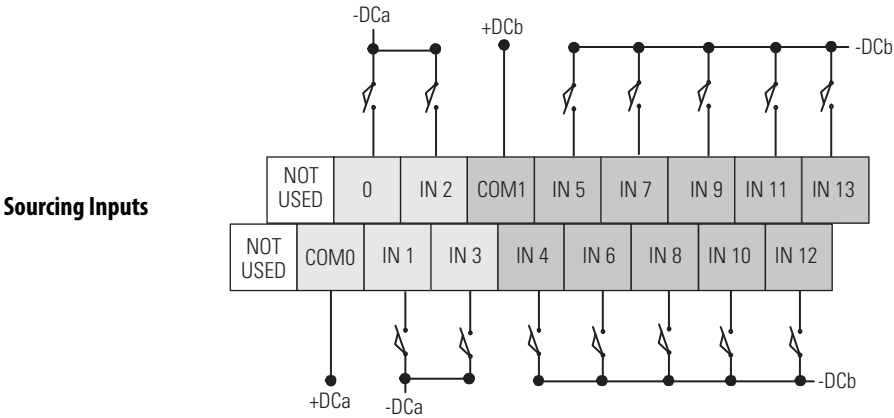 -DCa
+DCb
-DCb
NOT USED
0
IN 2
COM1
IN 5
IN 7
IN 9
IN 11
IN 13
Sourcing Inputs
NOT USED
COM0
IN 1
IN 3
IN 4
IN 6
IN 8
IN 10
IN 12
+DCa
-DCa
-DCb